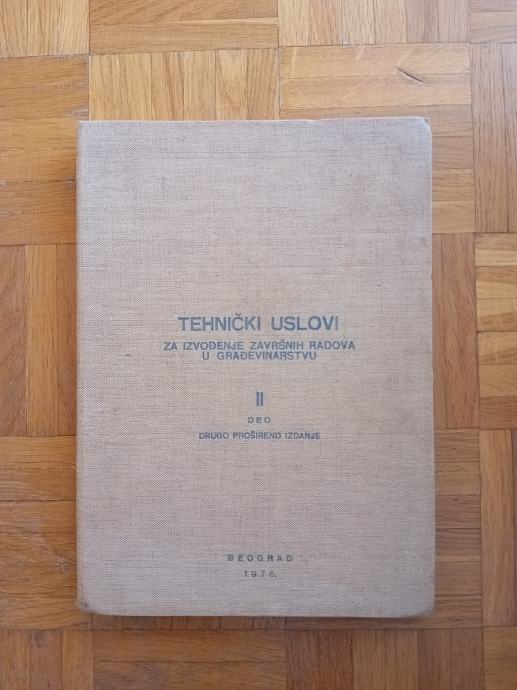 TEHNIČKI USLOVI
ZA IZVOĐENJE ZAVRŠNIH RADOVA
U GRAĐEVINARSTVU
II
DEO
DRUGO PROŠIRENO IZDANJE
BEOGRAD
1976.